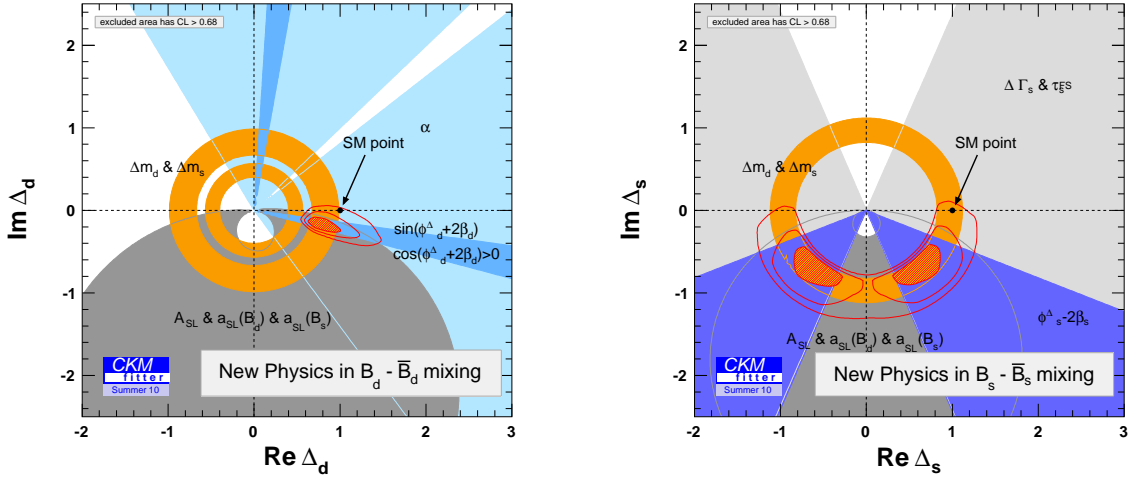 excluded area has CL > 0.68
α
SM point
Δm_d & Δm_s
sin(φ^Δ_d+2β_d)
cos(φ^Δ_d+2β_d)>0
A_SL & a_SL(B_d) & a_SL(B_s)
CKM
fitter
Summer 10
New Physics in B_d - B̅_d mixing
Im Δ_d
2
1
0
-1
-2
-2 -1 0 1 2 3
Re Δ_d
excluded area has CL > 0.68
ΔΓ_s & τ
SM point
Δm_d & Δm_s
φ^Δ_s-2β_s
A_SL & a_SL(B_d) & a_SL(B_s)
CKM
fitter
Summer 10
New Physics in B_s - B̅_s mixing
Im Δ_s
2
1
0
-1
-2
-2 -1 0 1 2 3
Re Δ_s